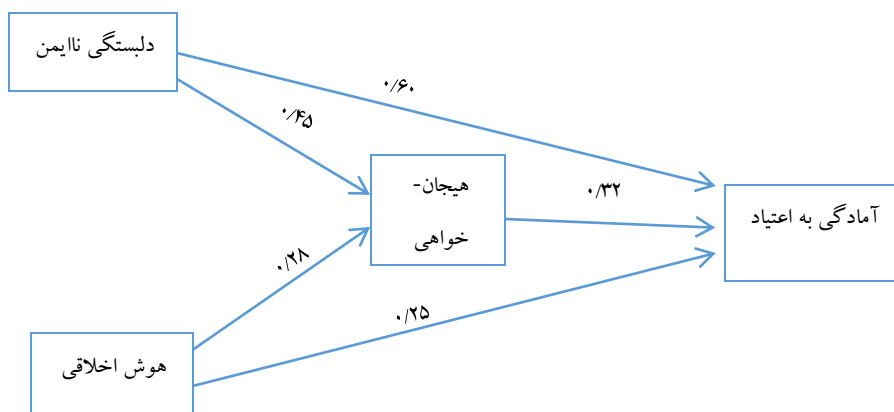 دلبستگی ناایمن
۰/۶۰
۰/۴۵
هیجان-
خواهی
۰/۳۲
آمادگی به اعتیاد
۰/۲۸
۰/۲۵
هوش اخلاقی